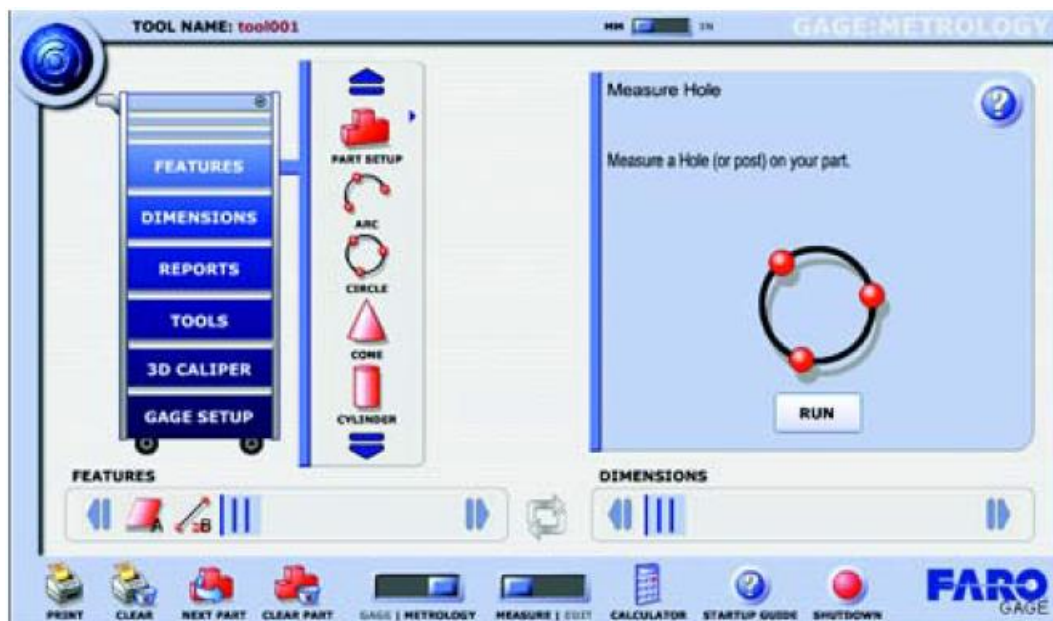 TOOL NAME: tool001
MM IN
GAGE:METROLOGY
FEATURES
DIMENSIONS
REPORTS
TOOLS
3D CALIPER
GAGE SETUP
PART SETUP
ARC
CIRCLE
CONE
CYLINDER
Measure Hole
?
Measure a Hole (or post) on your part.
RUN
FEATURES
A
B
DIMENSIONS
PRINT
CLEAR
NEXT PART
CLEAR PART
GAGE | METROLOGY
MEASURE | EDIT
CALCULATOR
?
STARTUP GUIDE
SHUTDOWN
FARO
GAGE